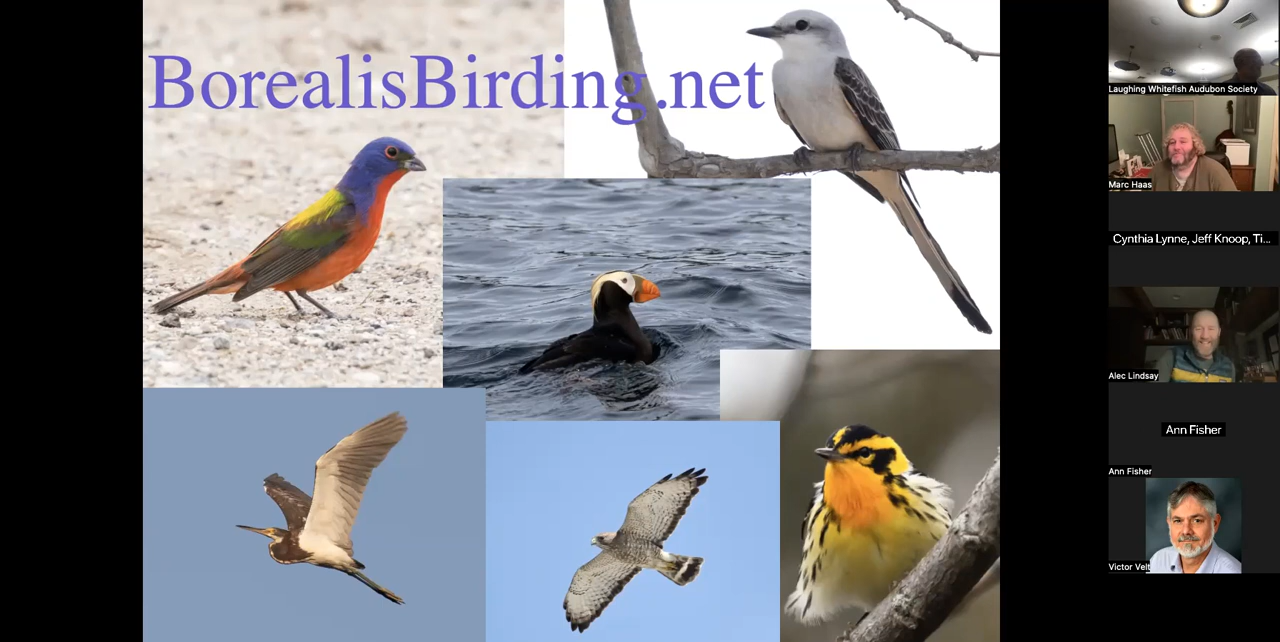 BorealisBirding.net
Laughing Whitefish Audubon Society
Marc Haas
Cynthia Lynne, Jeff Knoop, Ti...
Alec Lindsay
Ann Fisher
Ann Fisher
Victor Velt